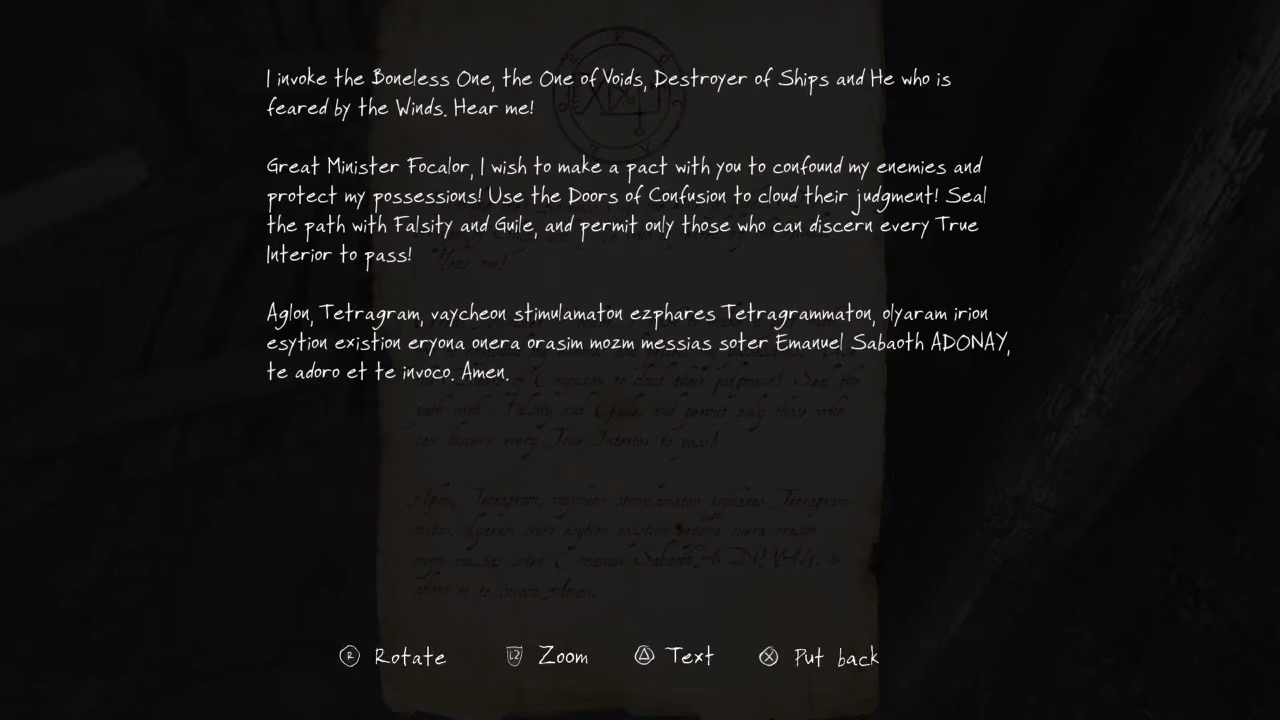 I invoke the Boneless One, the One of Voids, Destroyer of Ships and He who is
feared by the Winds. Hear me!
Great Minister Focalor, I wish to make a pact with you to confound my enemies and
protect my possessions! Use the Doors of Confusion to cloud their judgment! Seal
the path with Falsity and Guile, and permit only those who can discern every True
Interior to pass!
Aglon, Tetragram, vaycheon stimulamaton ezphares Tetragrammaton, olyaram irion
esytion existion eryona onera orasim mozm messias soter Emanuel Sabaoth ADONAY,
te adoro et te invoco. Amen.
R Rotate L2 Zoom Text Put back